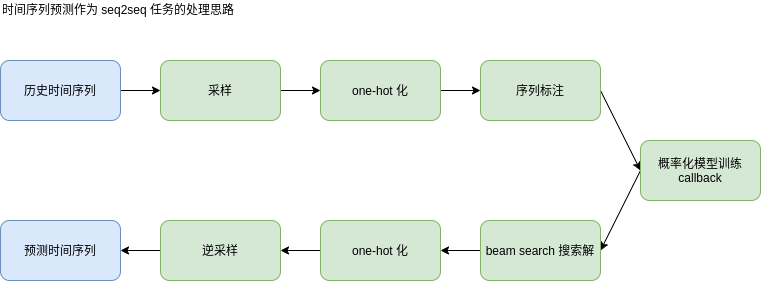 时间序列预测作为 seq2seq 任务的处理思路
历史时间序列
采样
one-hot 化
序列标注
概率化模型训练
callback
预测时间序列
逆采样
one-hot 化
beam search 搜索解